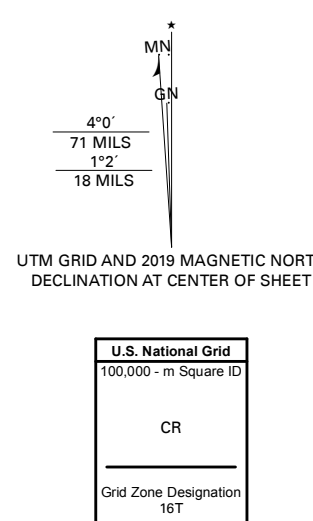 MN
GN
4°0´
71 MILS
1°2´
18 MILS
UTM GRID AND 2019 MAGNETIC NORT
DECLINATION AT CENTER OF SHEET
U.S. National Grid
100,000 - m Square ID
CR
Grid Zone Designation
16T